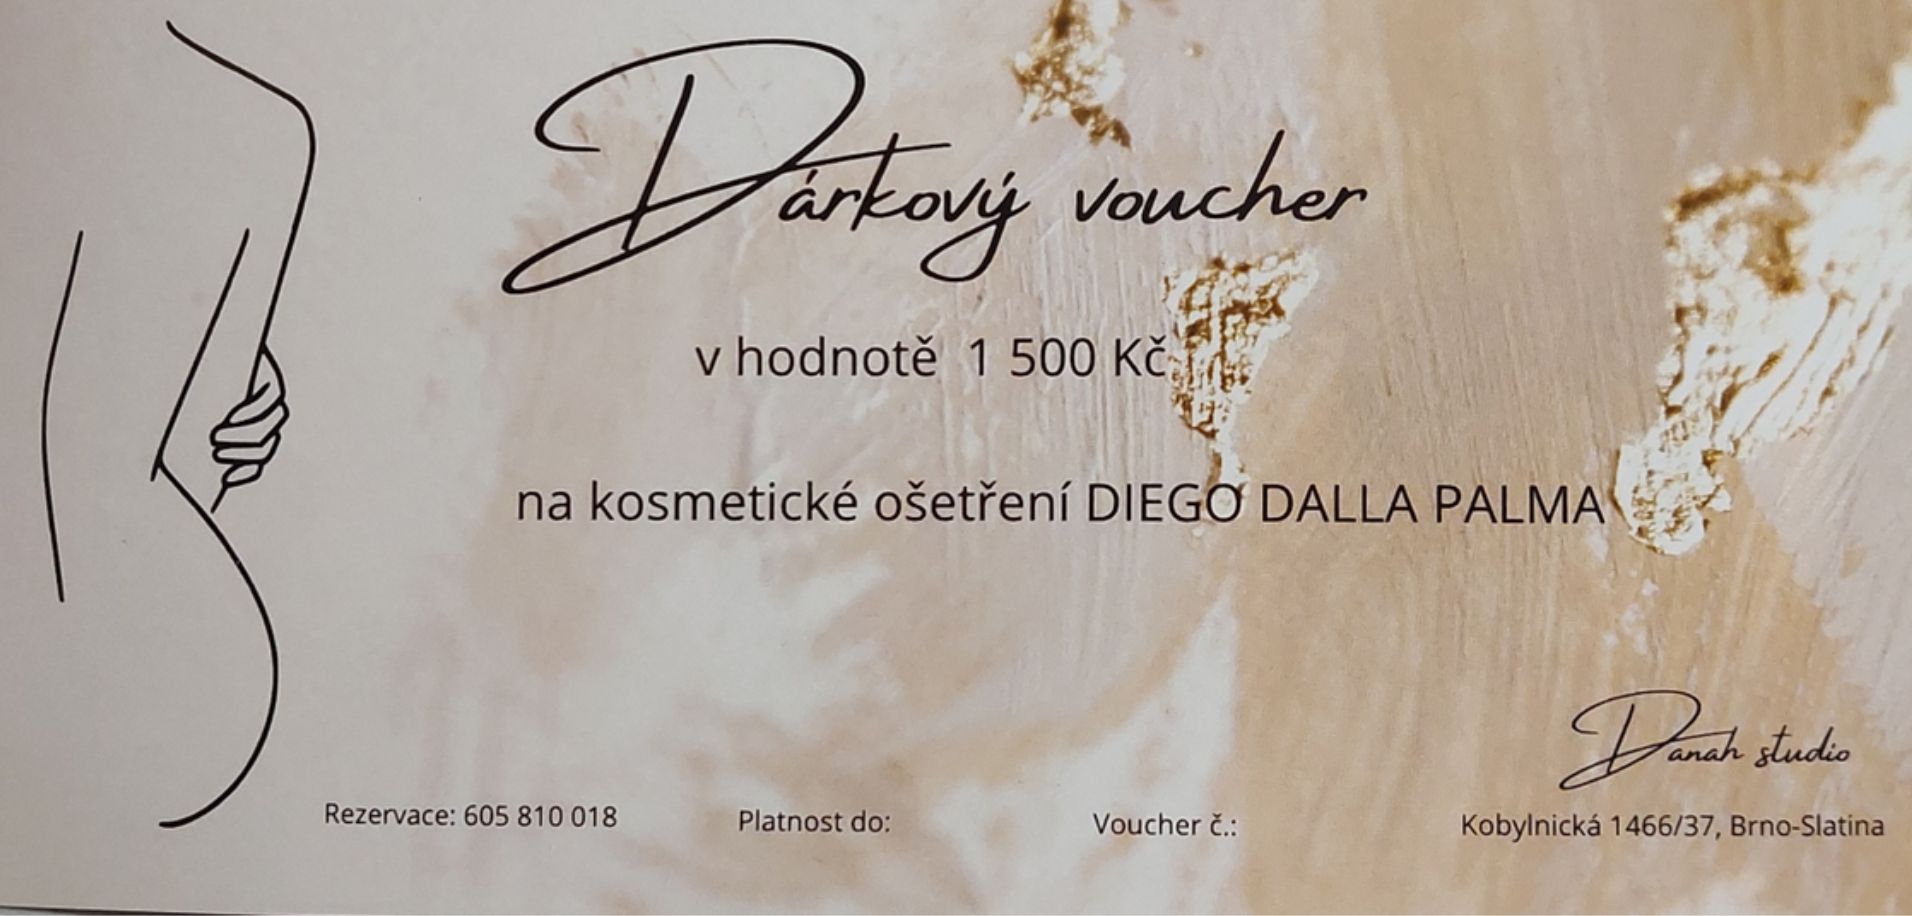 Dárkový voucher
v hodnotě 1 500 Kč
na kosmetické ošetření DIEGO DALLA PALMA
Danah studio
Rezervace: 605 810 018 Platnost do: Voucher č.: Kobylnická 1466/37, Brno-Slatina